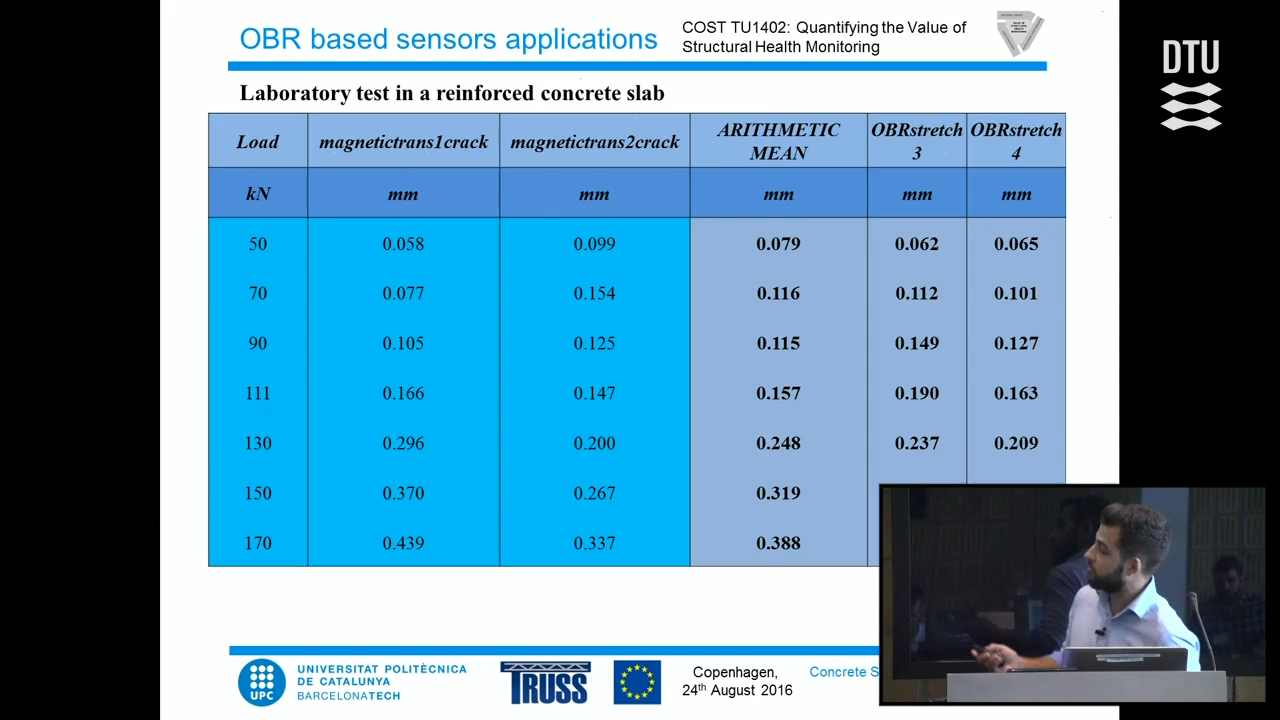 OBR based sensors applications
COST TU1402: Quantifying the Value of
Structural Health Monitoring
DTU
Laboratory test in a reinforced concrete slab
Load magnetictrans1crack magnetictrans2crack ARITHMETIC MEAN OBRstretch 3 OBRstretch 4
kN mm mm mm mm mm
50 0.058 0.099 0.079 0.062 0.065
70 0.077 0.154 0.116 0.112 0.101
90 0.105 0.125 0.115 0.149 0.127
111 0.166 0.147 0.157 0.190 0.163
130 0.296 0.200 0.248 0.237 0.209
150 0.370 0.267 0.319
170 0.439 0.337 0.388
UPC
UNIVERSITAT POLITÈCNICA
DE CATALUNYA
BARCELONATECH
TRUSS
Copenhagen,
24th August 2016
Concrete S